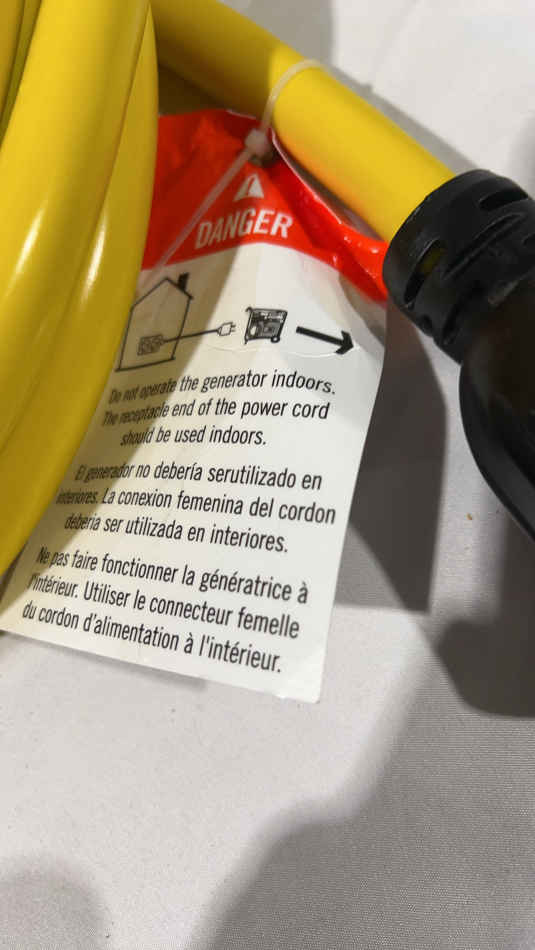 DANGER
Do not operate the generator indoors.
The receptacle end of the power cord
should be used indoors.
El generador no debería serutilizado en
interiores. La conexion femenina del cordon
deberia ser utilizada en interiores.
Ne pas faire fonctionner la génératrice à
l'intérieur. Utiliser le connecteur femelle
du cordon d'alimentation à l'intérieur.